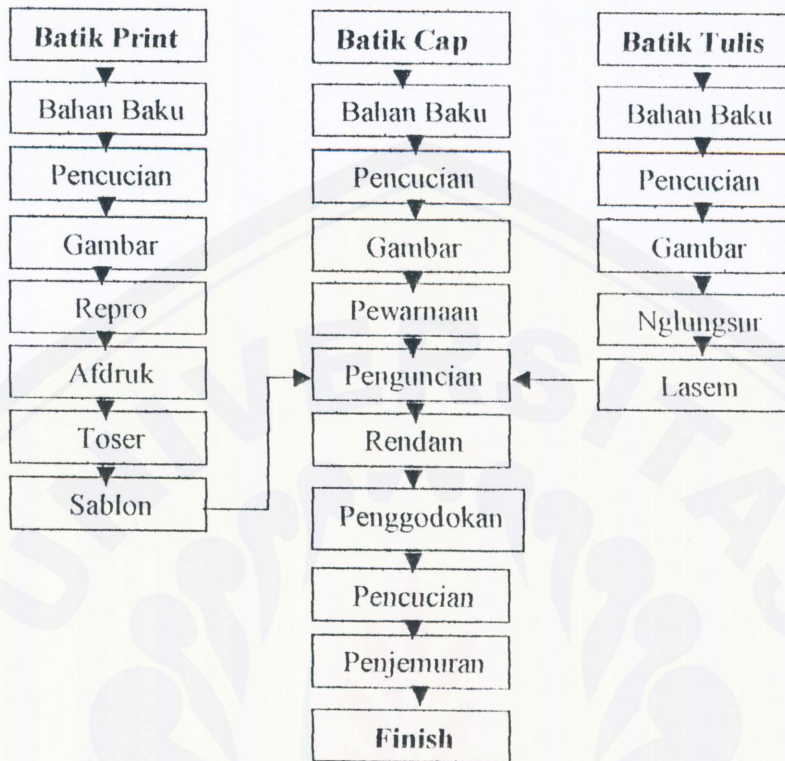 Batik Print
Bahan Baku
Pencucian
Gambar
Repro
Afdruk
Toser
Sablon
Batik Cap
Bahan Baku
Pencucian
Gambar
Pewarnaan
Penguncian
Rendam
Penggodokan
Pencucian
Penjemuran
Finish
Batik Tulis
Bahan Baku
Pencucian
Gambar
Nglungsur
Lasem
UNIVERSITAS